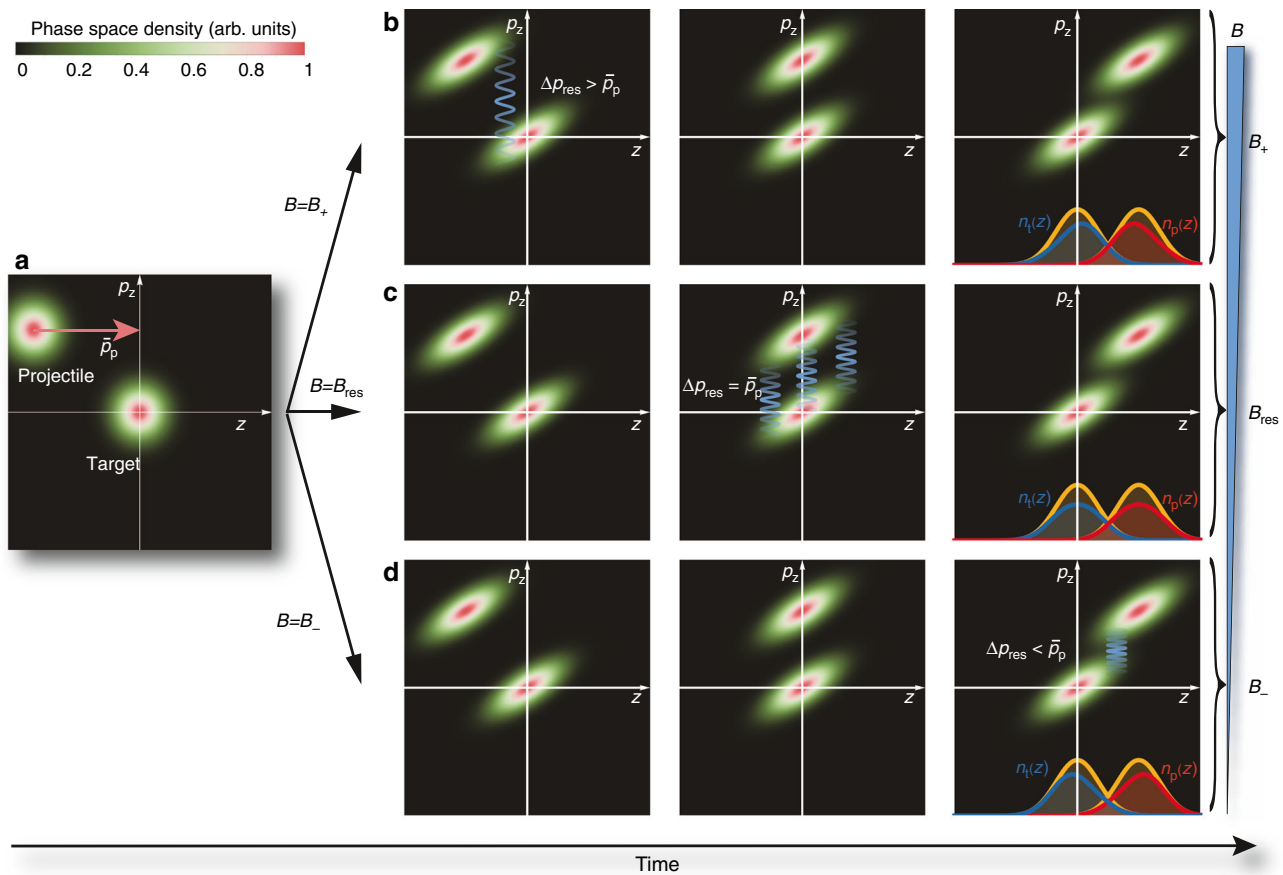 Phase space density (arb. units)
0 0.2 0.4 0.6 0.8 1
a
p_z
p̄_p
Projectile
z
Target
B=B_+
B=B_res
B=B_–
b
p_z
Δp_res > p̄_p
z
p_z
z
p_z
z
n_t(z)
n_p(z)
c
p_z
z
p_z
Δp_res = p̄_p
z
p_z
z
n_t(z)
n_p(z)
d
p_z
z
p_z
z
p_z
Δp_res < p̄_p
z
n_t(z)
n_p(z)
B
B_+
B_res
B_–
Time